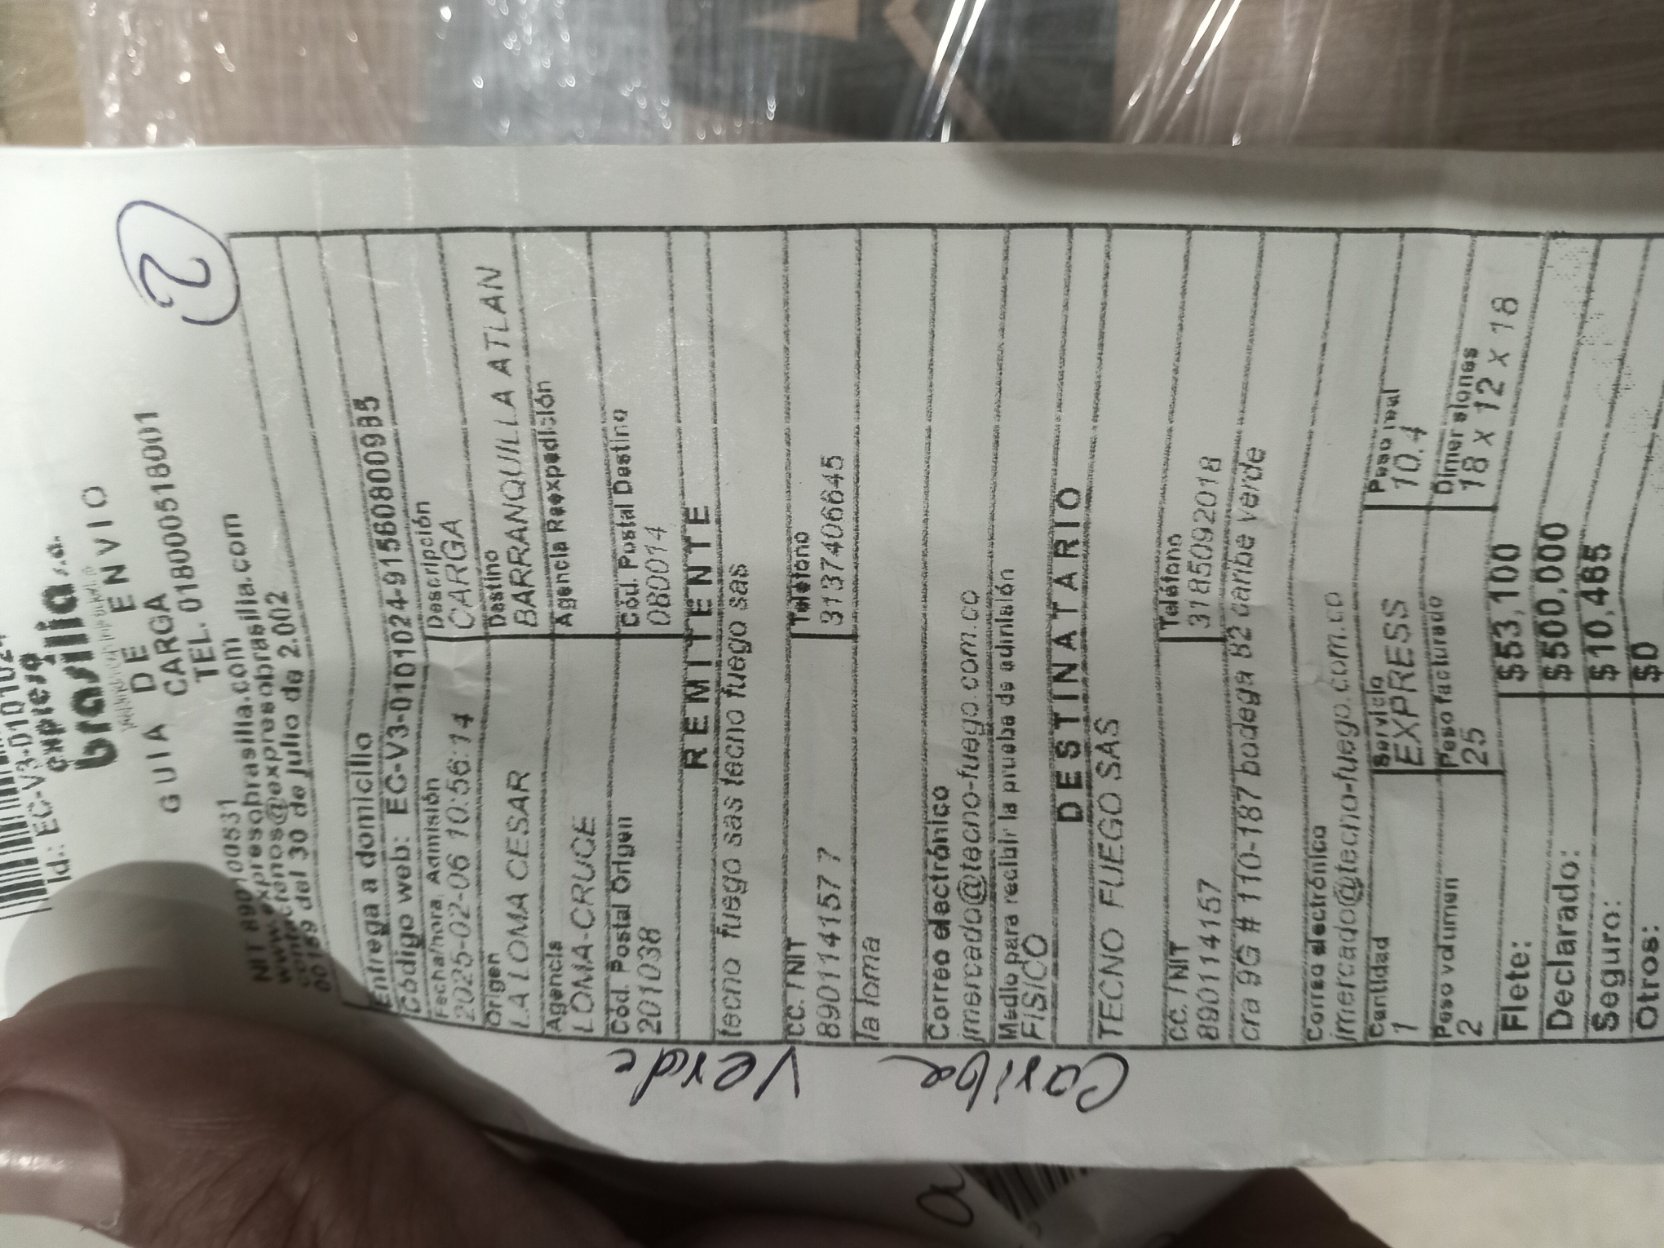 expreso
brasilia s.a.
GUIA DE ENVIO
CARGA
TEL. 018000518001
2
NIT 890100531
www.expresobrasilia.com
contactenos@expresobrasilia.com
00189 del 30 de julio de 2.002
Entrega a domicilio
Código web: EC-V3-0101024-9156080099
Fecha/hora Admisión Descripción
2025-02-06 10:56:14 CARGA
Origen Destino
LA LOMA CESAR BARRANQUILLA ATLAN
Agencia Agencia Reexpedición
LOMA-CRUCE
Cód. Postal Origen Cód. Postal Destino
201038 080014
REMITENTE
tecno fuego sas tecno fuego sas
CC. / NIT Teléfono
890114157 7 3137406645
la loma
Correo electrónico
jmercado@tecno-fuego.com.co
Medio para recibir la prueba de admisión
FISICO
DESTINATARIO
TECNO FUEGO SAS
CC. / NIT Teléfono
890114157 3185092018
cra 9G # 110-187 bodega 82 caribe verde
Correo electrónico
jmercado@tecno-fuego.com.co
Cantidad Servicio Peso real
1 EXPRESS 10.4
Peso volumen Peso facturado Dimensiones
2 25 18 x 12 x 18
Flete: $53,100
Declarado: $500,000
Seguro: $10,485
Otros: $0
Caribe Verde